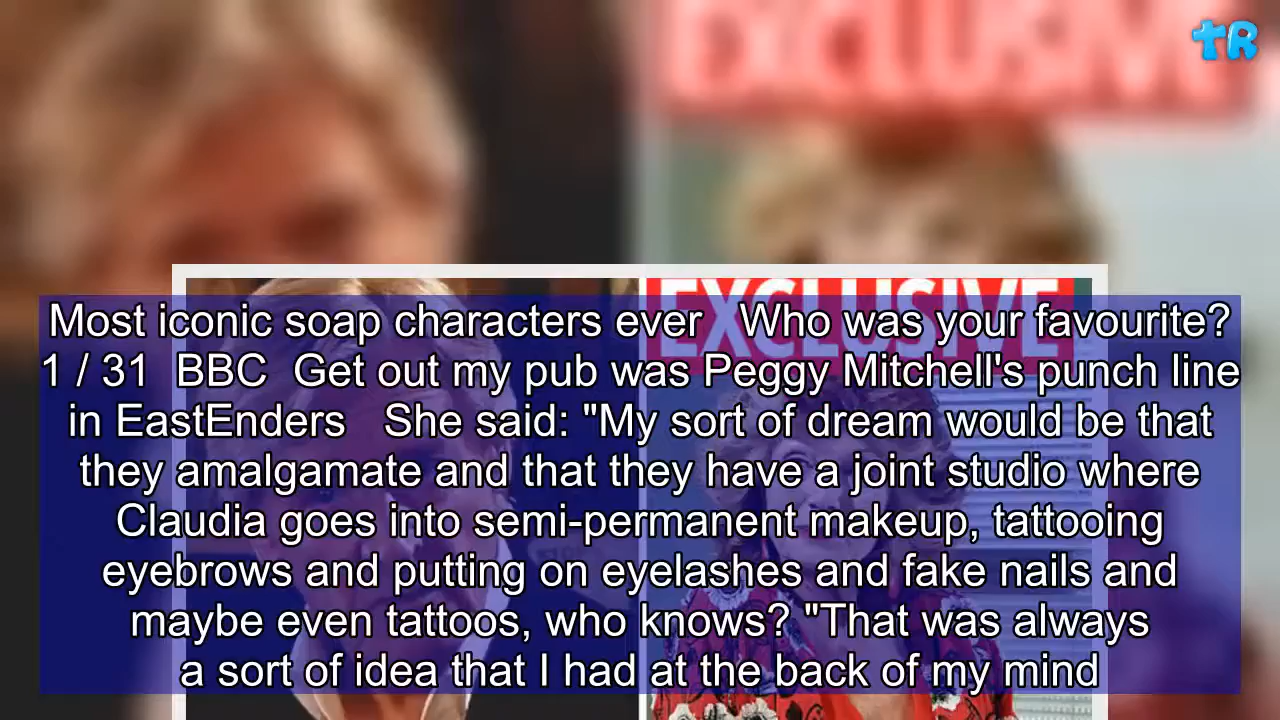 tR
EXCLUSIVE
EXCLUSIVE
Most iconic soap characters ever   Who was your favourite?
1 / 31  BBC  Get out my pub was Peggy Mitchell's punch line
in EastEnders   She said: "My sort of dream would be that
they amalgamate and that they have a joint studio where
Claudia goes into semi-permanent makeup, tattooing
eyebrows and putting on eyelashes and fake nails and
maybe even tattoos, who knows? "That was always
a sort of idea that I had at the back of my mind